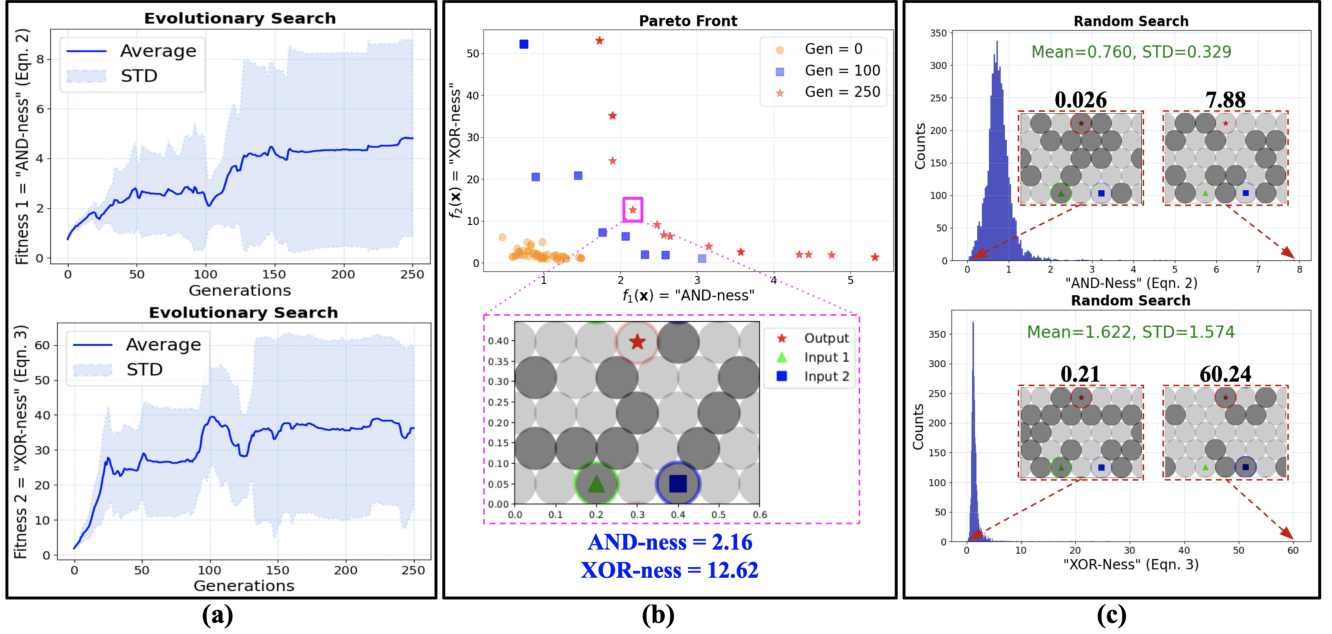 Evolutionary Search
Fitness 1 = "AND-ness" (Eqn. 2)
Average
STD
8
6
4
2
0
0 50 100 150 200 250
Generations
Evolutionary Search
Fitness 2 = "XOR-ness" (Eqn. 3)
Average
STD
60
50
40
30
20
10
0
0 50 100 150 200 250
Generations
(a)
Pareto Front
f₂(x) = "XOR-ness"
Gen = 0
Gen = 100
Gen = 250
50
40
30
20
10
0
1 2 3 4 5
f₁(x) = "AND-ness"
Output
Input 1
Input 2
0.40
0.35
0.30
0.25
0.20
0.15
0.10
0.05
0.00
0.0 0.1 0.2 0.3 0.4 0.5 0.6
AND-ness = 2.16
XOR-ness = 12.62
(b)
Random Search
Mean=0.760, STD=0.329
0.026 7.88
Counts
350
300
250
200
150
100
50
0
0 1 2 3 4 5 6 7 8
"AND-Ness" (Eqn. 2)
Random Search
Mean=1.622, STD=1.574
0.21 60.24
Counts
350
300
250
200
150
100
50
0
0 10 20 30 40 50 60
"XOR-Ness" (Eqn. 3)
(c)